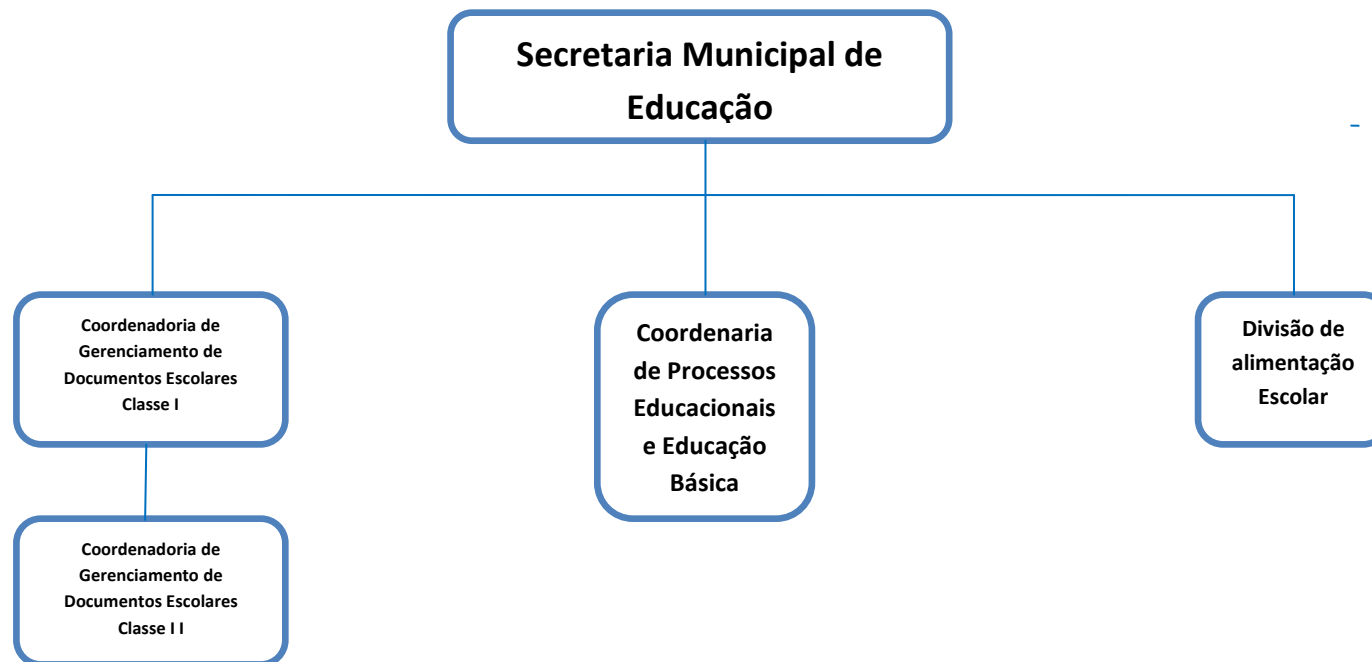 Secretaria Municipal de
Educação
Coordenadoria de
Gerenciamento de
Documentos Escolares
Classe I
Coordenaria
de Processos
Educacionais
e Educação
Básica
Divisão de
alimentação
Escolar
Coordenadoria de
Gerenciamento de
Documentos Escolares
Classe I I